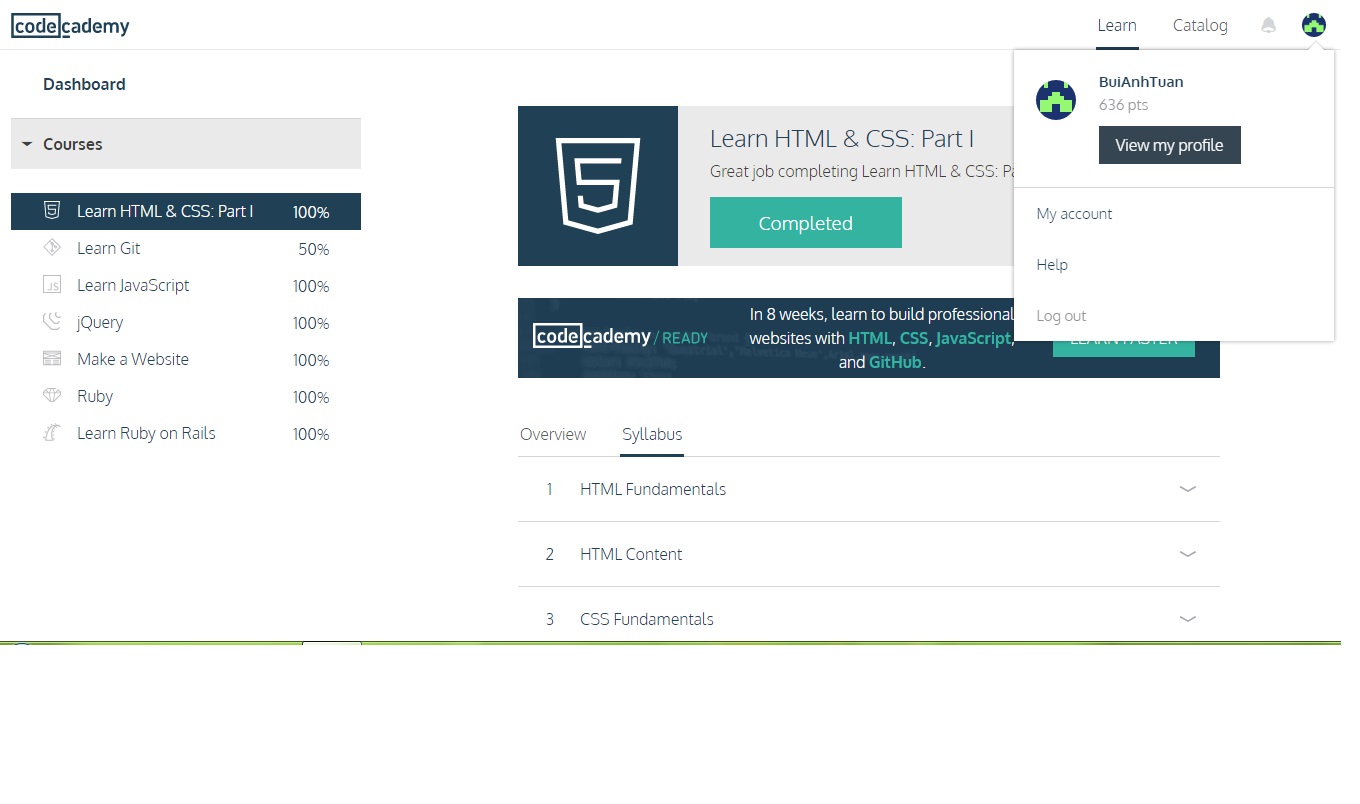 codecademy
Learn
Catalog
Dashboard
Courses
Learn HTML & CSS: Part I 100%
Learn Git 50%
JS Learn JavaScript 100%
jQuery 100%
Make a Website 100%
Ruby 100%
Learn Ruby on Rails 100%
BuiAnhTuan
636 pts
View my profile
My account
Help
Log out
5
Learn HTML & CSS: Part I
Great job completing Learn HTML & CSS:
Completed
codecademy / READY
In 8 weeks, learn to build professional
websites with HTML, CSS, JavaScript,
and GitHub.
LEARN FASTER
Overview
Syllabus
1 HTML Fundamentals
2 HTML Content
3 CSS Fundamentals